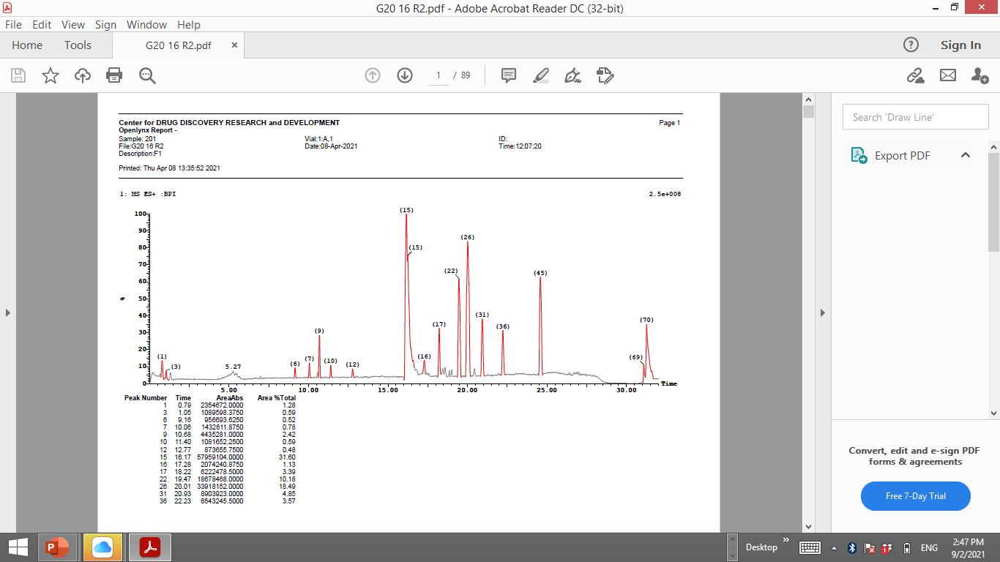 G20 16 R2.pdf - Adobe Acrobat Reader DC (32-bit)
File Edit View Sign Window Help
Home Tools G20 16 R2.pdf × Sign In
1 / 89
Center for DRUG DISCOVERY RESEARCH and DEVELOPMENT Page 1
Openlynx Report -
Sample: 201 Vial:1:A,1 ID:
File:G20 16 R2 Date:08-Apr-2021 Time:12:07:20
Description:F1
Printed: Thu Apr 08 13:35:52 2021
1: MS ES+ :BPI 2.5e+008
(15)
100
90
80
70
60
50
40
30
20
10
0
%
(1)
(3)
5.27
(6)
(7)
(9)
(10)
(12)
(15)
(16)
(17)
(22)
(26)
(31)
(36)
(45)
(69)
(70)
Time
5.00 10.00 15.00 20.00 25.00 30.00
Peak Number Time AreaAbs Area %Total
1 0.79 2354672.0000 1.28
3 1.05 1089598.3750 0.59
6 9.16 956693.6250 0.52
7 10.06 1432611.8750 0.78
9 10.68 4435281.0000 2.42
10 11.40 1081652.2500 0.59
12 12.77 873655.7500 0.48
15 16.17 57959104.0000 31.60
16 17.28 2074240.8750 1.13
17 18.22 6222478.5000 3.39
22 19.47 18678468.0000 10.18
26 20.01 33918152.0000 18.49
31 20.93 8903923.0000 4.85
36 22.23 6543245.5000 3.57
Search 'Draw Line'
Export PDF
Convert, edit and e-sign PDF
forms & agreements
Free 7-Day Trial
Desktop » ENG 2:47 PM
9/2/2021